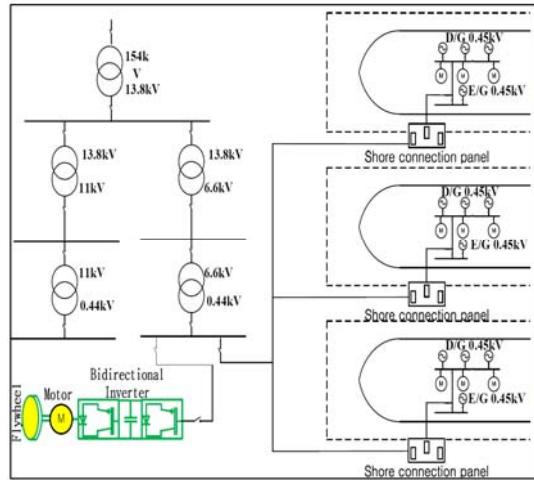 154k
V
13.8kV
13.8kV
11kV
13.8kV
6.6kV
11kV
0.44kV
6.6kV
0.44kV
Bidirectional
Inverter
Motor
M
Flywheel
D/G 0.45kV
M
M
M
E/G 0.45kV
Shore connection panel
D/G 0.45kV
M
M
M
E/G 0.45kV
Shore connection panel
D/G 0.45kV
M
M
M
E/G 0.45kV
Shore connection panel